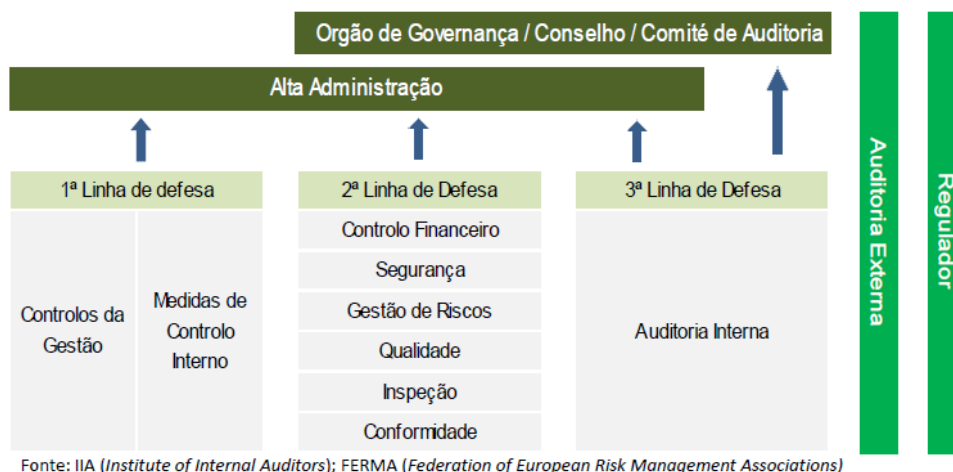 Orgão de Governança / Conselho / Comité de Auditoria
Alta Administração
1ª Linha de defesa
Controlos da
Gestão
Medidas de
Controlo
Interno
2ª Linha de Defesa
Controlo Financeiro
Segurança
Gestão de Riscos
Qualidade
Inspeção
Conformidade
3ª Linha de Defesa
Auditoria Interna
Auditoria Externa
Regulador
Fonte: IIA (Institute of Internal Auditors); FERMA (Federation of European Risk Management Associations)